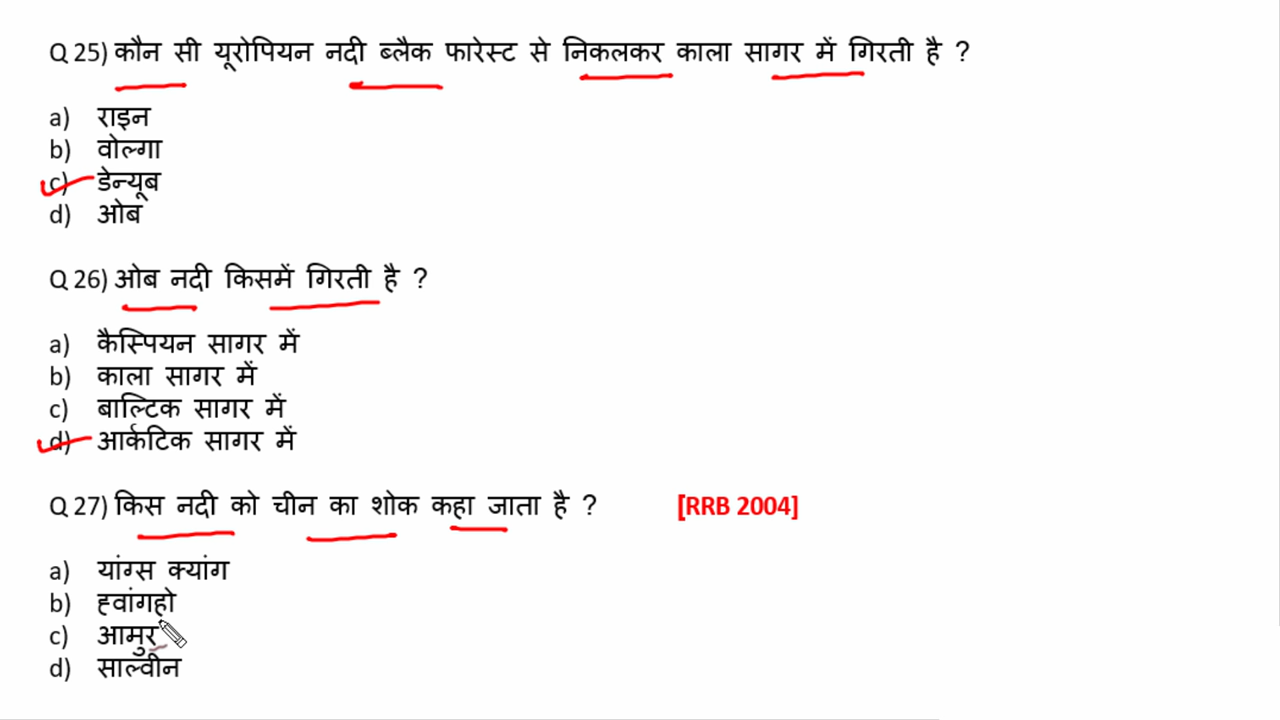 Q 25) कौन सी यूरोपियन नदी ब्लैक फारेस्ट से निकलकर काला सागर में गिरती है ?
a) राइन
b) वोल्गा
c) डेन्यूब
d) ओब
Q 26) ओब नदी किसमें गिरती है ?
a) कैस्पियन सागर में
b) काला सागर में
c) बाल्टिक सागर में
d) आर्कटिक सागर में
Q 27) किस नदी को चीन का शोक कहा जाता है ? [RRB 2004]
a) यांग्स क्यांग
b) ह्वांगहो
c) आमुर
d) साल्वीन